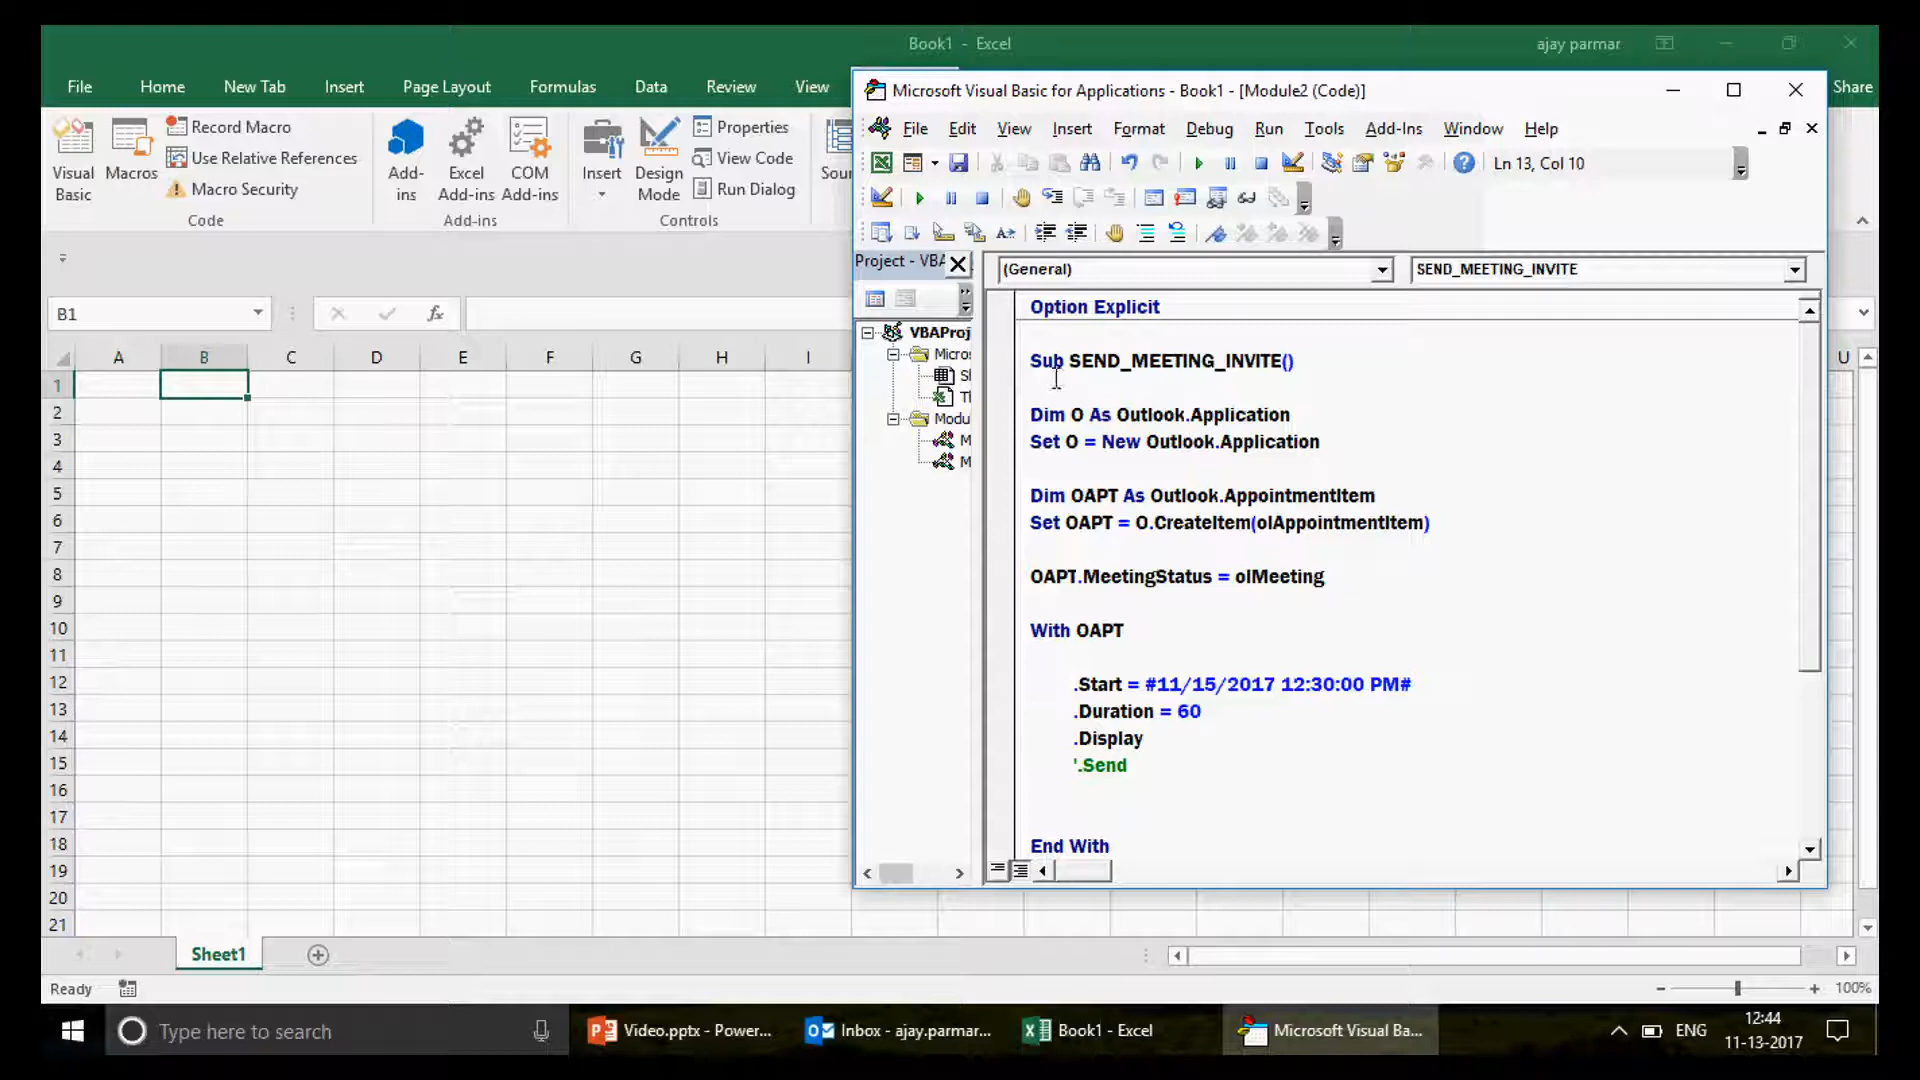 Book1 - Excel
ajay parmar
File Home New Tab Insert Page Layout Formulas Data Review View
Share
Visual Basic
Macros
Record Macro
Use Relative References
Macro Security
Code
Add-ins
Excel Add-ins
COM Add-ins
Add-ins
Insert
Design Mode
Properties
View Code
Run Dialog
Controls
Sour
B1
fx
A B C D E F G H I U
1
2
3
4
5
6
7
8
9
10
11
12
13
14
15
16
17
18
19
20
21
Microsoft Visual Basic for Applications - Book1 - [Module2 (Code)]
File Edit View Insert Format Debug Run Tools Add-Ins Window Help
Ln 13, Col 10
Project - VBA
VBAProj
Micros
Sh
Th
Modu
M
M
(General)
SEND_MEETING_INVITE
Option Explicit
Sub SEND_MEETING_INVITE()
Dim O As Outlook.Application
Set O = New Outlook.Application
Dim OAPT As Outlook.AppointmentItem
Set OAPT = O.CreateItem(olAppointmentItem)
OAPT.MeetingStatus = olMeeting
With OAPT
.Start = #11/15/2017 12:30:00 PM#
.Duration = 60
.Display
'.Send
End With
Sheet1
Ready
100%
Type here to search
Video.pptx - Power...
Inbox - ajay.parmar...
Book1 - Excel
Microsoft Visual Ba...
ENG
12:44
11-13-2017